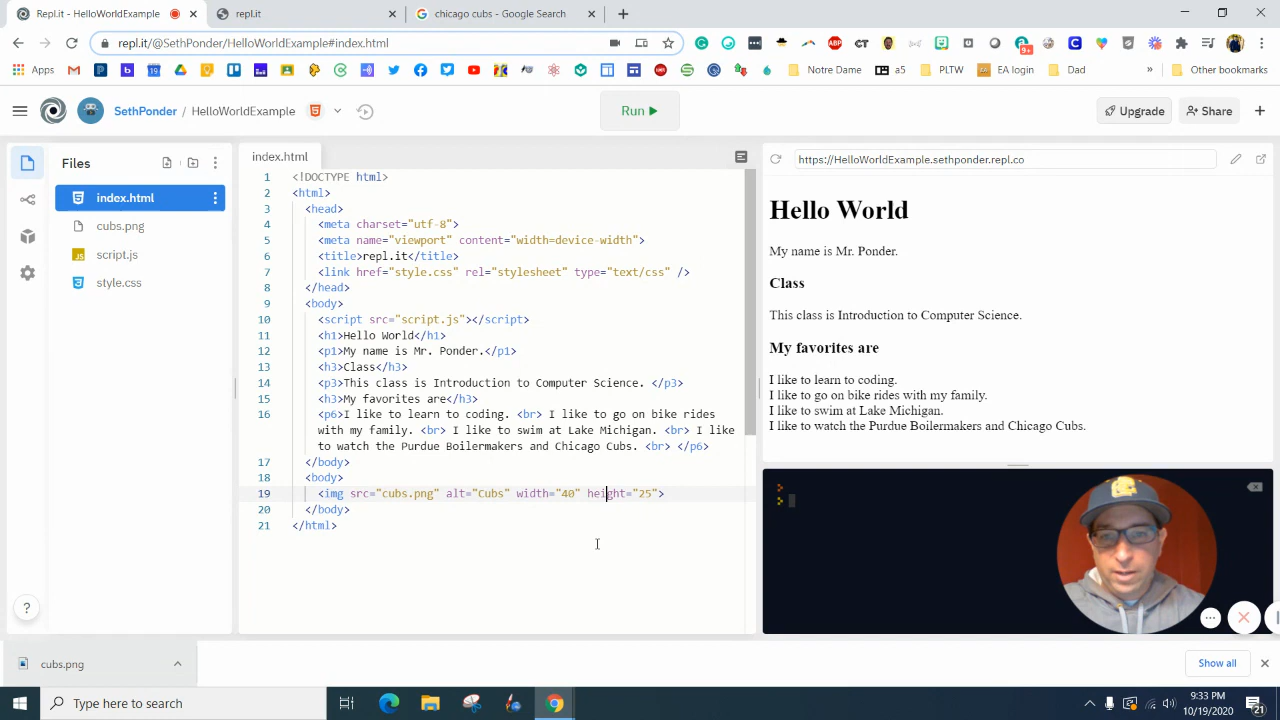 Repl.it - HelloWorldExample
repl.it
chicago cubs - Google Search
repl.it/@SethPonder/HelloWorldExample#index.html
Apps
Notre Dame
a5
PLTW
EA login
Dad
»
Other bookmarks
SethPonder / HelloWorldExample
Run
Upgrade
Share
Files
index.html
cubs.png
script.js
style.css
index.html
1 <!DOCTYPE html>
2 <html>
3 <head>
4 <meta charset="utf-8">
5 <meta name="viewport" content="width=device-width">
6 <title>repl.it</title>
7 <link href="style.css" rel="stylesheet" type="text/css" />
8 </head>
9 <body>
10 <script src="script.js"></script>
11 <h1>Hello World</h1>
12 <p1>My name is Mr. Ponder.</p1>
13 <h3>Class</h3>
14 <p3>This class is Introduction to Computer Science. </p3>
15 <h3>My favorites are</h3>
16 <p6>I like to learn to coding. <br> I like to go on bike rides
with my family. <br> I like to swim at Lake Michigan. <br> I like
to watch the Purdue Boilermakers and Chicago Cubs. <br> </p6>
17 </body>
18 <body>
19 <img src="cubs.png" alt="Cubs" width="40" height="25">
20 </body>
21 </html>
https://HelloWorldExample.sethponder.repl.co
Hello World
My name is Mr. Ponder.
Class
This class is Introduction to Computer Science.
My favorites are
I like to learn to coding.
I like to go on bike rides with my family.
I like to swim at Lake Michigan.
I like to watch the Purdue Boilermakers and Chicago Cubs.
?
cubs.png
Show all
Type here to search
9:33 PM
10/19/2020
21